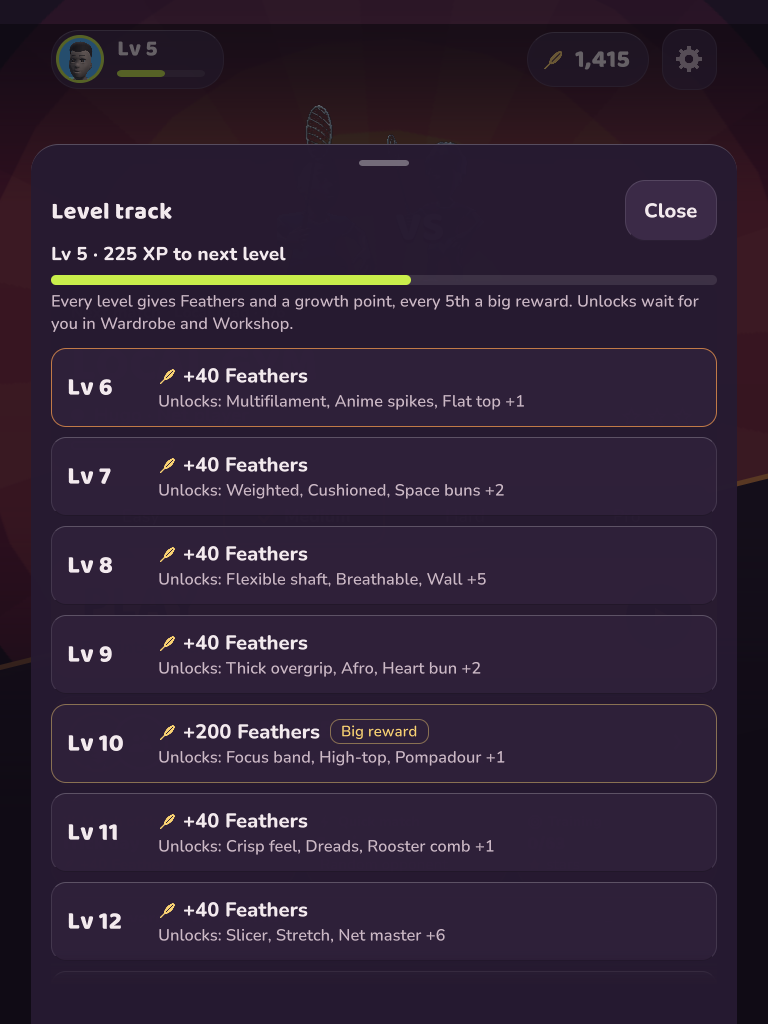 Lv 5
1,415
Level track
Close
Lv 5 · 225 XP to next level
Every level gives Feathers and a growth point, every 5th a big reward. Unlocks wait for
you in Wardrobe and Workshop.
Lv 6
+40 Feathers
Unlocks: Multifilament, Anime spikes, Flat top +1
Lv 7
+40 Feathers
Unlocks: Weighted, Cushioned, Space buns +2
Lv 8
+40 Feathers
Unlocks: Flexible shaft, Breathable, Wall +5
Lv 9
+40 Feathers
Unlocks: Thick overgrip, Afro, Heart bun +2
Lv 10
+200 Feathers Big reward
Unlocks: Focus band, High-top, Pompadour +1
Lv 11
+40 Feathers
Unlocks: Crisp feel, Dreads, Rooster comb +1
Lv 12
+40 Feathers
Unlocks: Slicer, Stretch, Net master +6